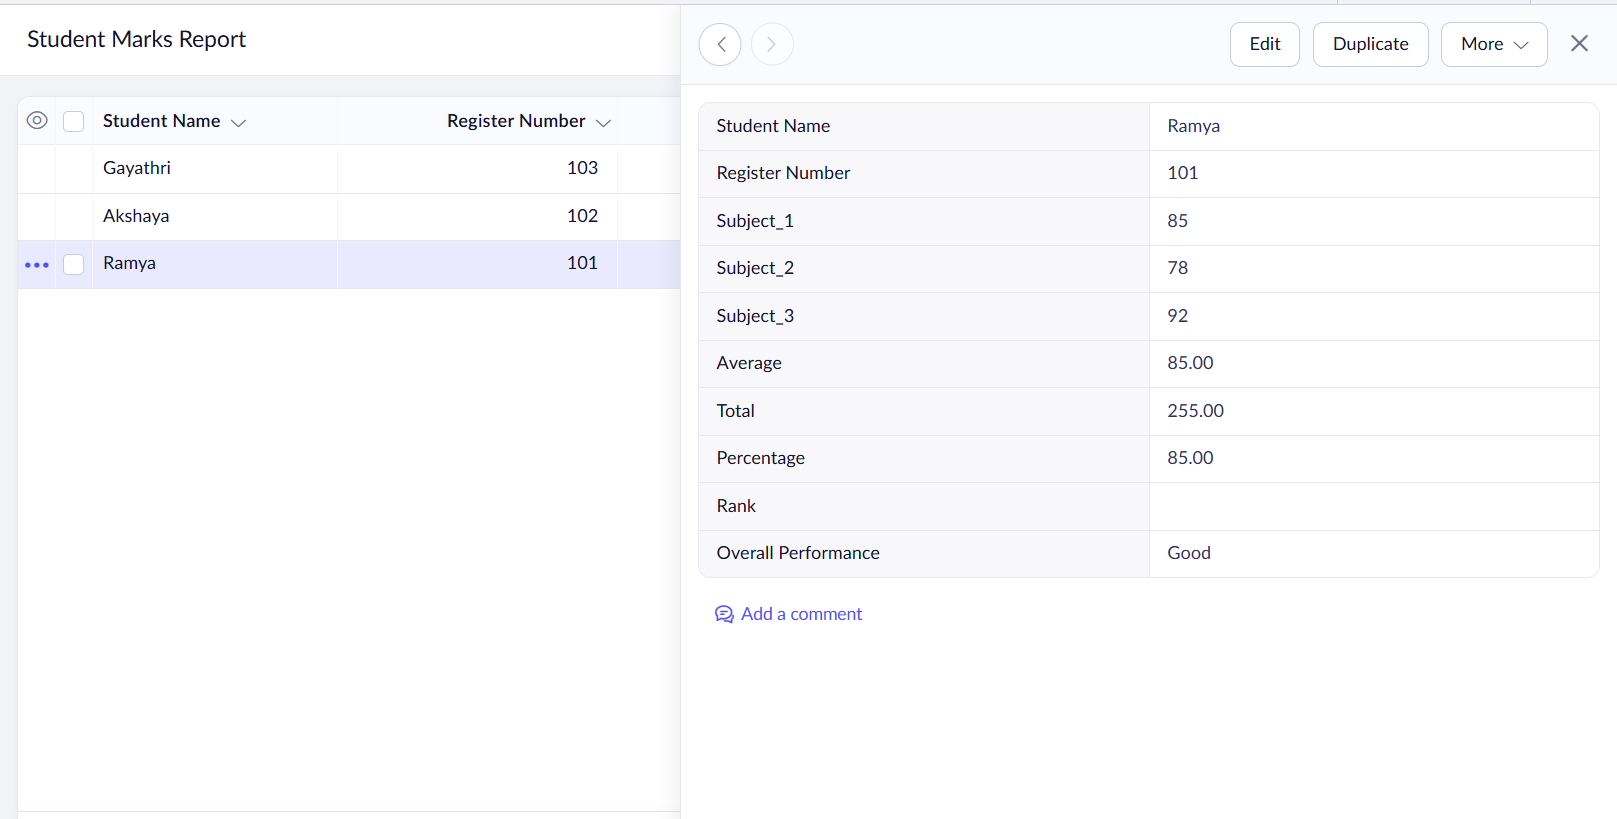 Student Marks Report
Student Name Register Number
Gayathri 103
Akshaya 102
Ramya 101
Edit Duplicate More
Student Name Ramya
Register Number 101
Subject_1 85
Subject_2 78
Subject_3 92
Average 85.00
Total 255.00
Percentage 85.00
Rank
Overall Performance Good
Add a comment